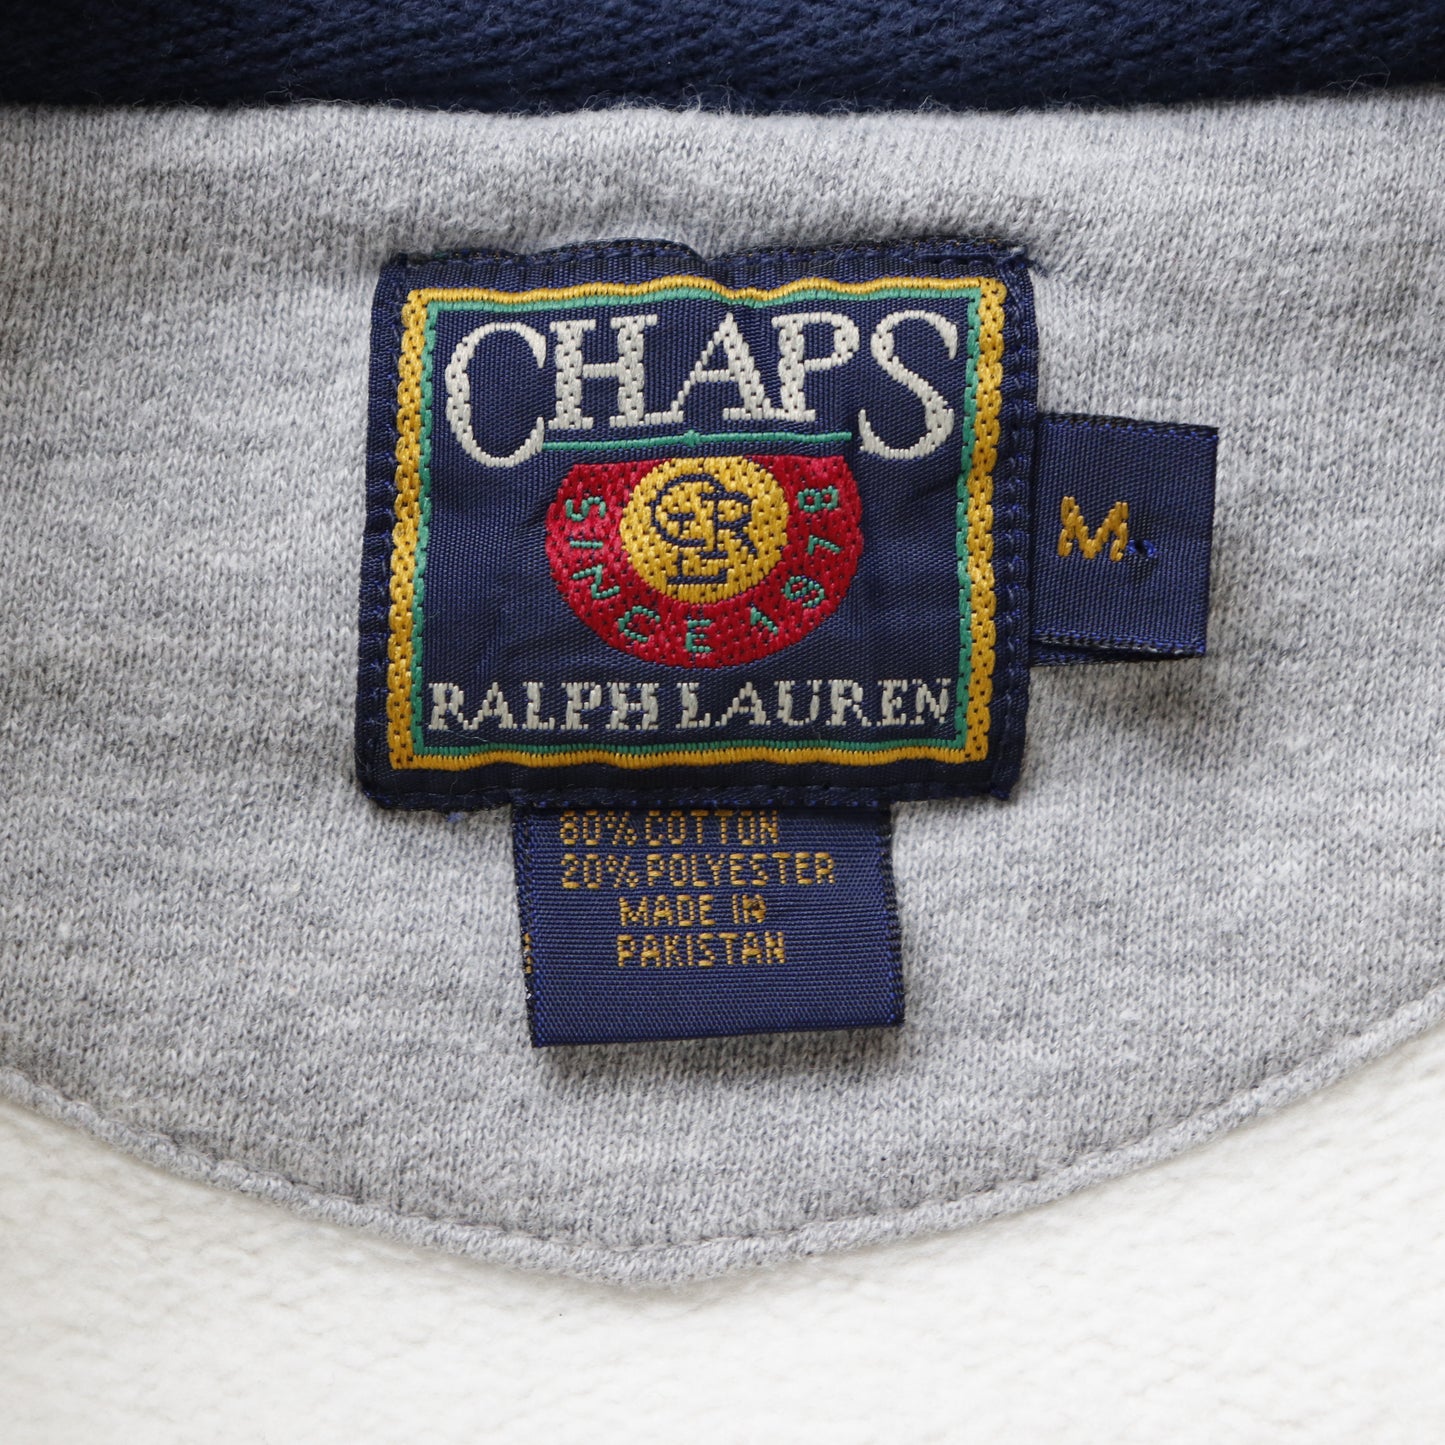 CHAPS
SINCE 1978
RALPH LAUREN
M
80% COTTON
20% POLYESTER
MADE IN
PAKISTAN